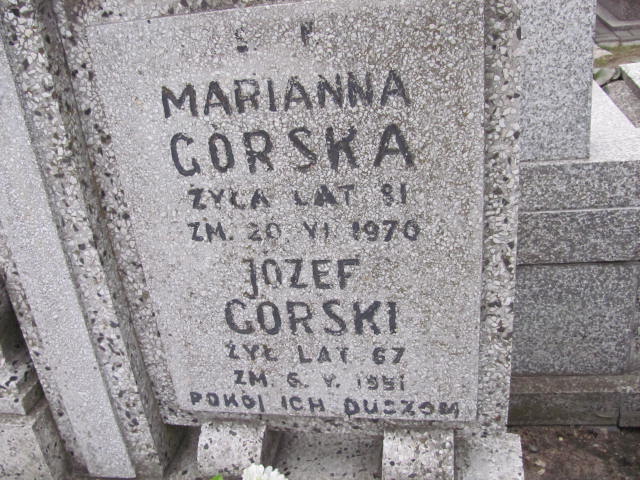 Ś P
MARIANNA
GÓRSKA
ŻYŁA LAT 81
ZM. 20 VI 1970
JÓZEF
GÓRSKI
ŻYŁ LAT 67
ZM. 6. V. 1951
POKÓJ ICH DUSZOM